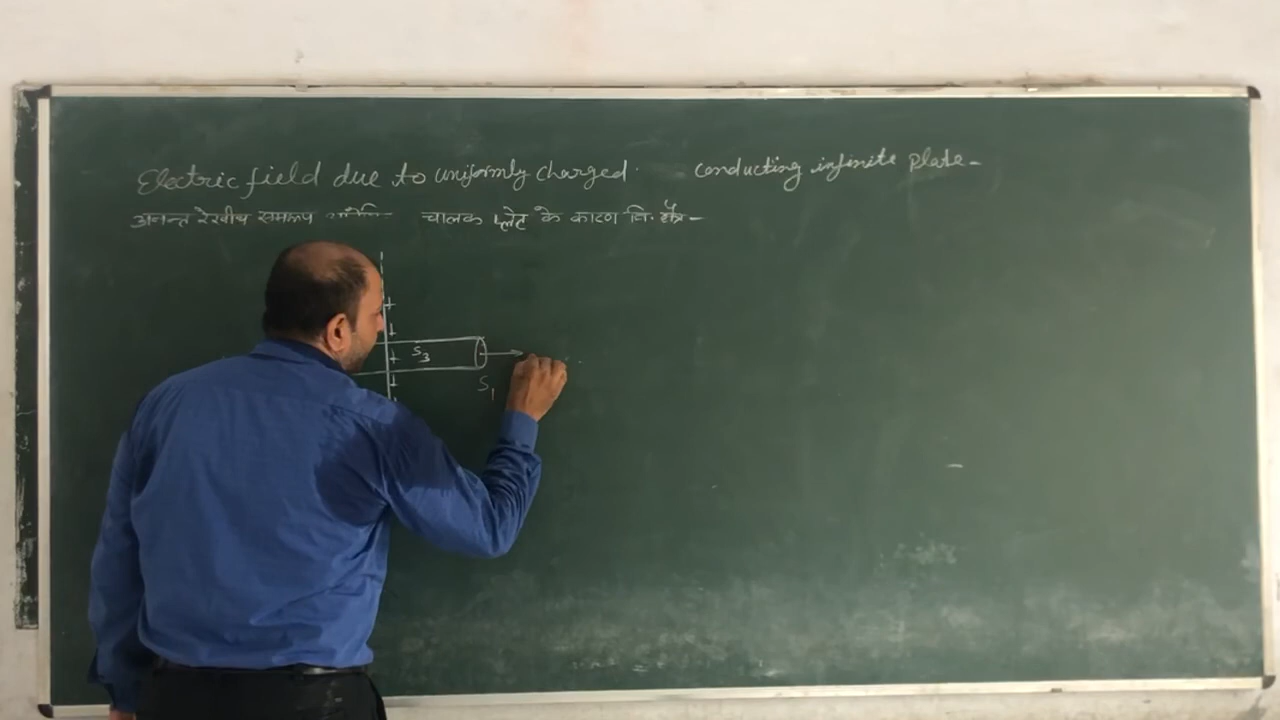 Electric field due to uniformly charged. conducting infinite plate-
अनन्त रेखीय समरूप चालक प्लेट के कारण वि. क्षेत्र-
+
+
S3
+
+
S1